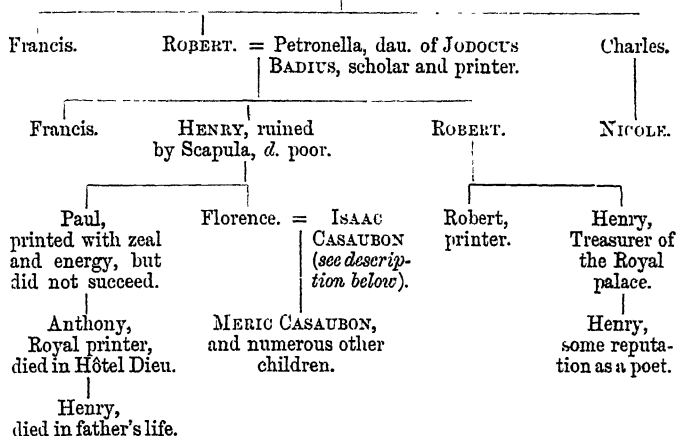 Francis. ROBERT. = Petronella, dau. of JODOCUS Charles.
BADIUS, scholar and printer.
Francis. HENRY, ruined ROBERT. NICOLE.
by Scapula, d. poor.
Paul, Florence. = ISAAC Robert, Henry,
printed with zeal CASAUBON printer. Treasurer of
and energy, but (see descrip- the Royal
did not succeed. tion below). palace.
Anthony, MERIC CASAUBON, Henry,
Royal printer, and numerous other some reputa-
died in Hôtel Dieu. children. tion as a poet.
Henry,
died in father's life.